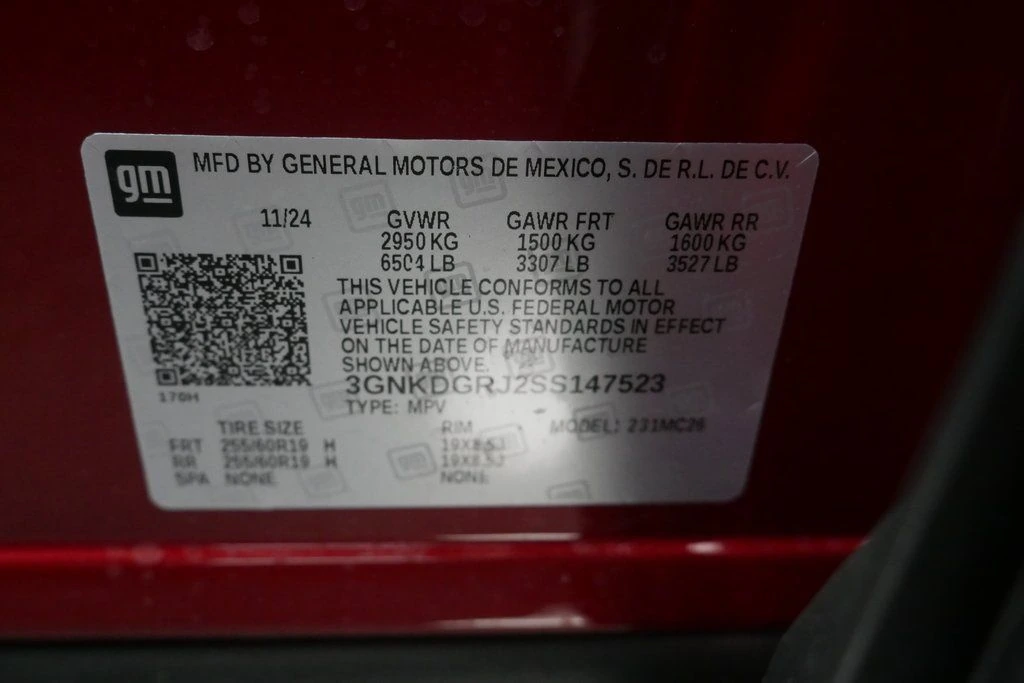 gm MFD BY GENERAL MOTORS DE MEXICO, S. DE R.L. DE C.V.
11/24 GVWR GAWR FRT GAWR RR
2950 KG 1500 KG 1600 KG
6504 LB 3307 LB 3527 LB
THIS VEHICLE CONFORMS TO ALL
APPLICABLE U.S. FEDERAL MOTOR
VEHICLE SAFETY STANDARDS IN EFFECT
ON THE DATE OF MANUFACTURE
SHOWN ABOVE.
3GNKDGRJ2SS147523
170H
TYPE: MPV
TIRE SIZE RIM MODEL: 231MC26
FRT 255/60R19 H 19X8.5J
RR 255/60R19 H 19X8.5J
SPA NONE NONE